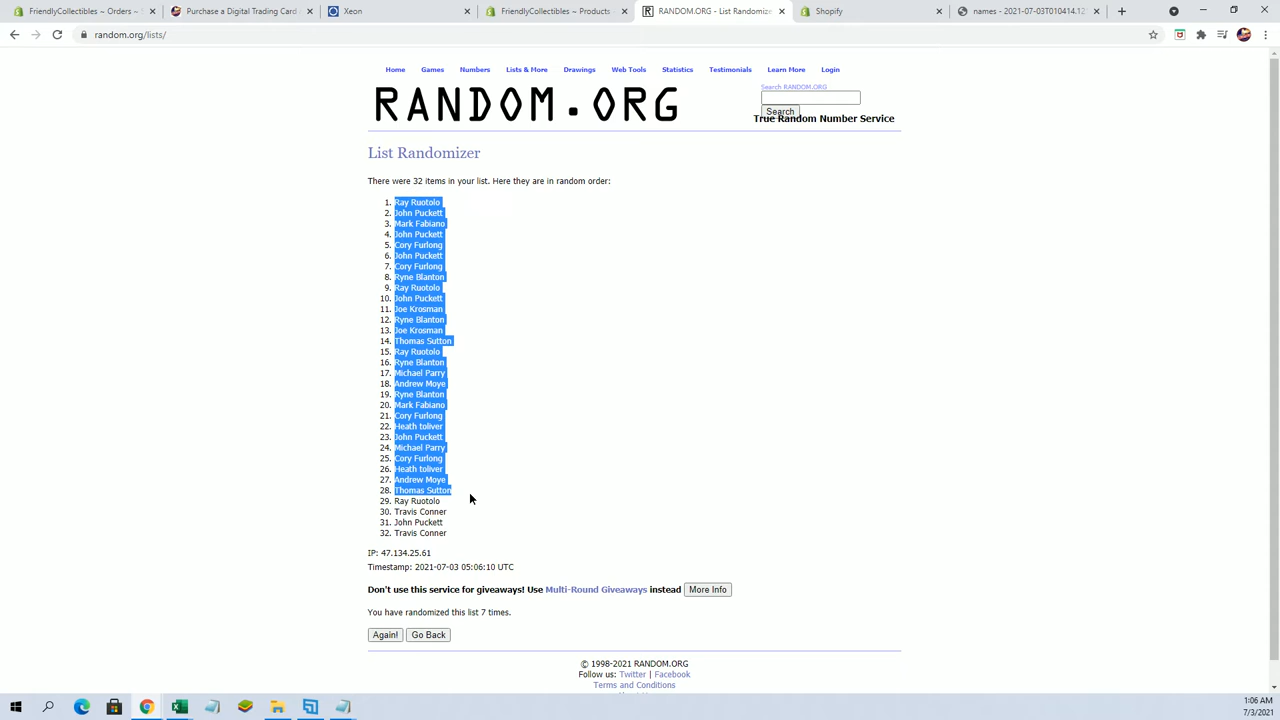 FriendlyCollectibles ~ Orders ~
Purchase a Digital Trading Card
Xeon
FriendlyCollectibles ~ Products
RANDOM.ORG - List Randomizer
Shopify
names - 2021-07-03T010414.12
random.org/lists/
Home Games Numbers Lists & More Drawings Web Tools Statistics Testimonials Learn More Login
RANDOM.ORG
Search RANDOM.ORG
Search
True Random Number Service
List Randomizer
There were 32 items in your list. Here they are in random order:
1. Ray Ruotolo
2. John Puckett
3. Mark Fabiano
4. John Puckett
5. Cory Furlong
6. John Puckett
7. Cory Furlong
8. Ryne Blanton
9. Ray Ruotolo
10. John Puckett
11. Joe Krosman
12. Ryne Blanton
13. Joe Krosman
14. Thomas Sutton
15. Ray Ruotolo
16. Ryne Blanton
17. Michael Parry
18. Andrew Moye
19. Ryne Blanton
20. Mark Fabiano
21. Cory Furlong
22. Heath toliver
23. John Puckett
24. Michael Parry
25. Cory Furlong
26. Heath toliver
27. Andrew Moye
28. Thomas Sutton
29. Ray Ruotolo
30. Travis Conner
31. John Puckett
32. Travis Conner
IP: 47.134.25.61
Timestamp: 2021-07-03 05:06:10 UTC
Don't use this service for giveaways! Use Multi-Round Giveaways instead More Info
You have randomized this list 7 times.
Again! Go Back
© 1998-2021 RANDOM.ORG
Follow us: Twitter | Facebook
Terms and Conditions
1:06 AM
7/3/2021